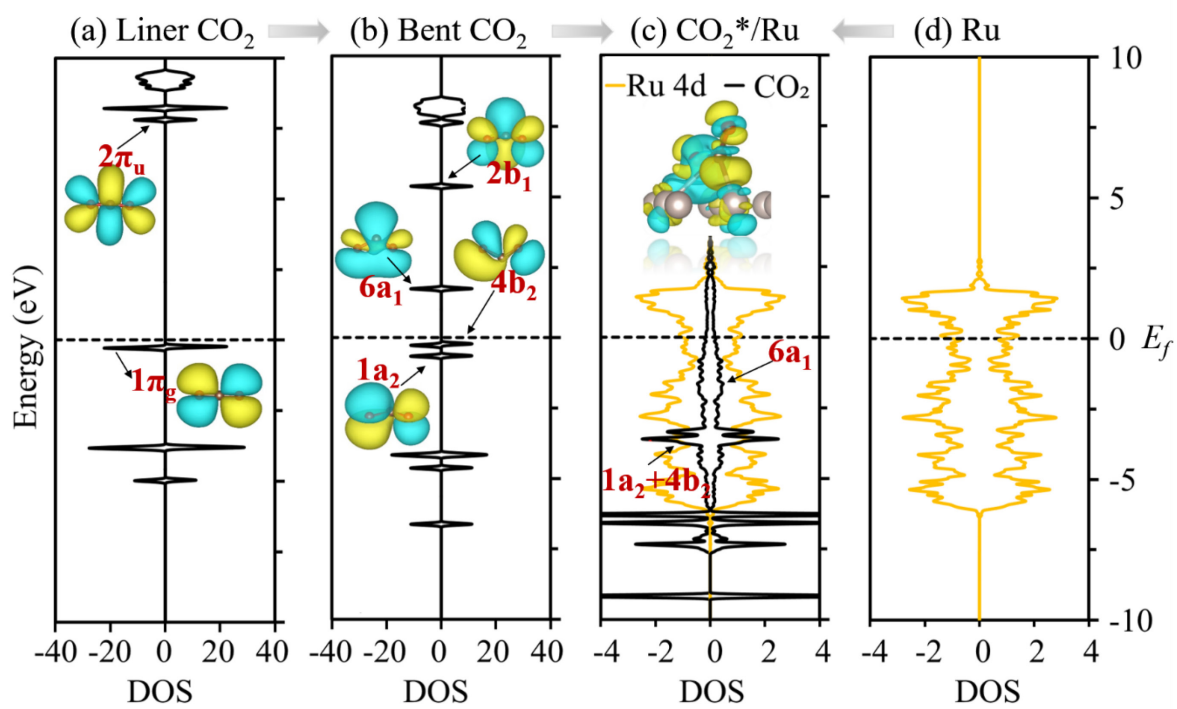 (a) Liner CO₂
(b) Bent CO₂
(c) CO₂*/Ru
(d) Ru
Energy (eV)
2πᵤ
1π_g
-40 -20 0 20 40
DOS
2b₁
6a₁
4b₂
1a₂
-40 -20 0 20 40
DOS
Ru 4d CO₂
6a₁
1a₂+4b₂
-4 -2 0 2 4
DOS
10
5
0 E_f
-5
-10
-4 -2 0 2 4
DOS